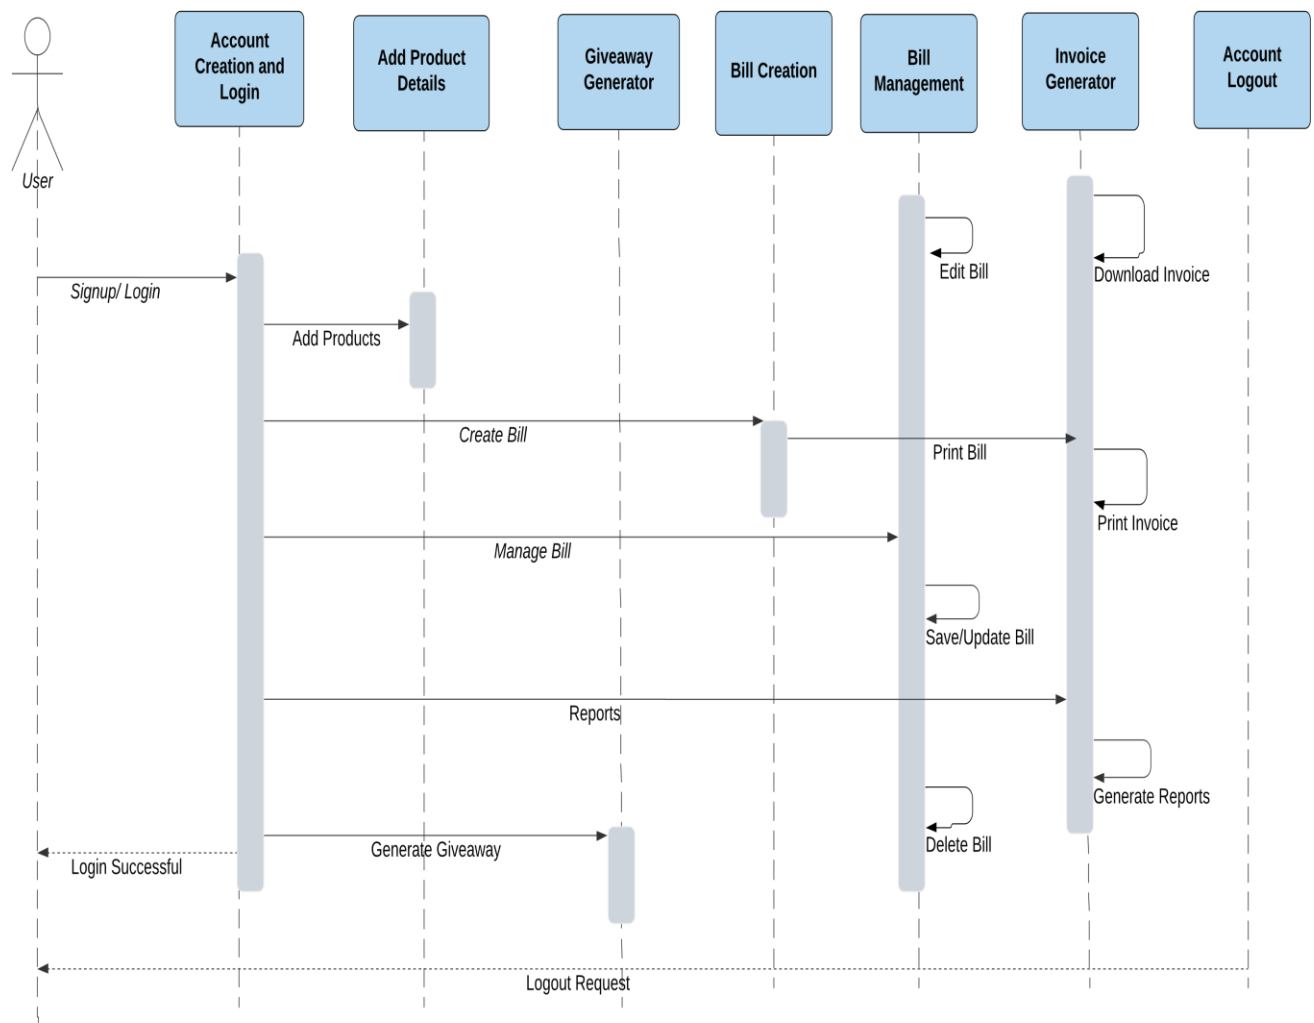 Account
Creation and
Login
Add Product
Details
Giveaway
Generator
Bill Creation
Bill
Management
Invoice
Generator
Account
Logout
User
Edit Bill
Download Invoice
Signup/ Login
Add Products
Create Bill
Print Bill
Print Invoice
Manage Bill
Save/Update Bill
Reports
Generate Reports
Generate Giveaway
Delete Bill
Login Successful
Logout Request